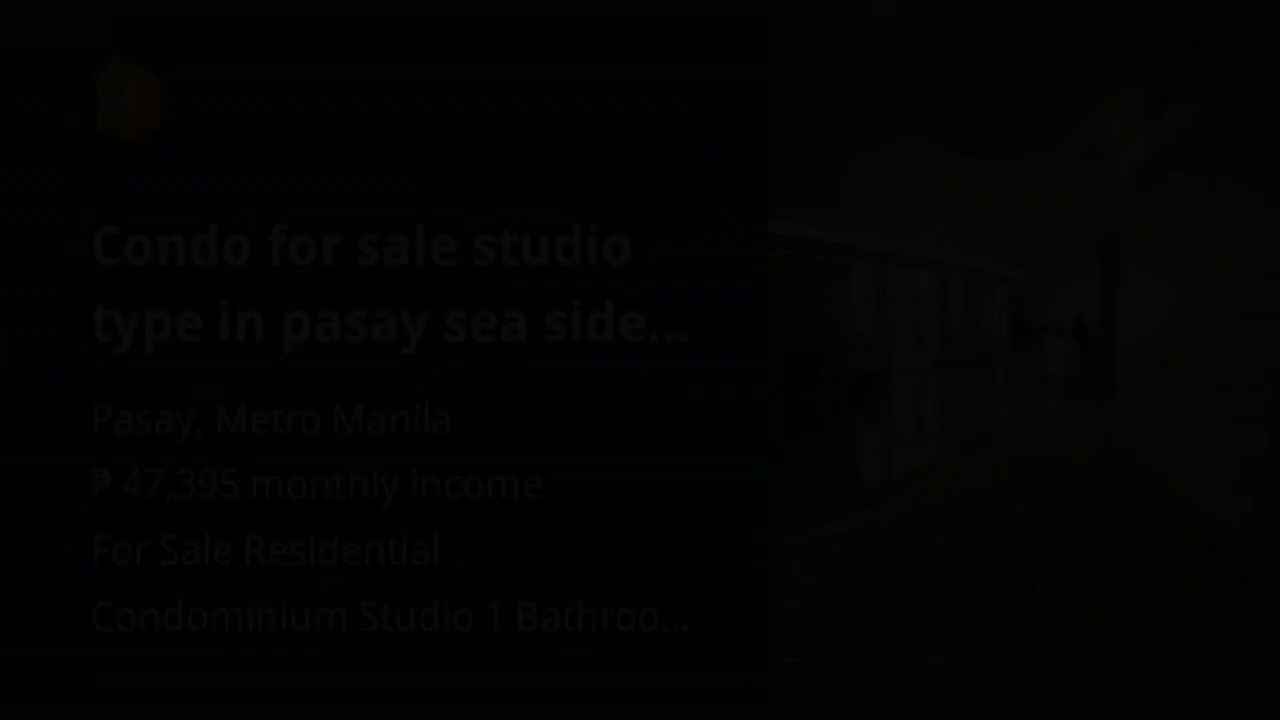 Condo for sale studio
type in pasay sea side...
Pasay, Metro Manila
₱ 47,395 monthly income
For Sale Residential
Condominium Studio 1 Bathroo...